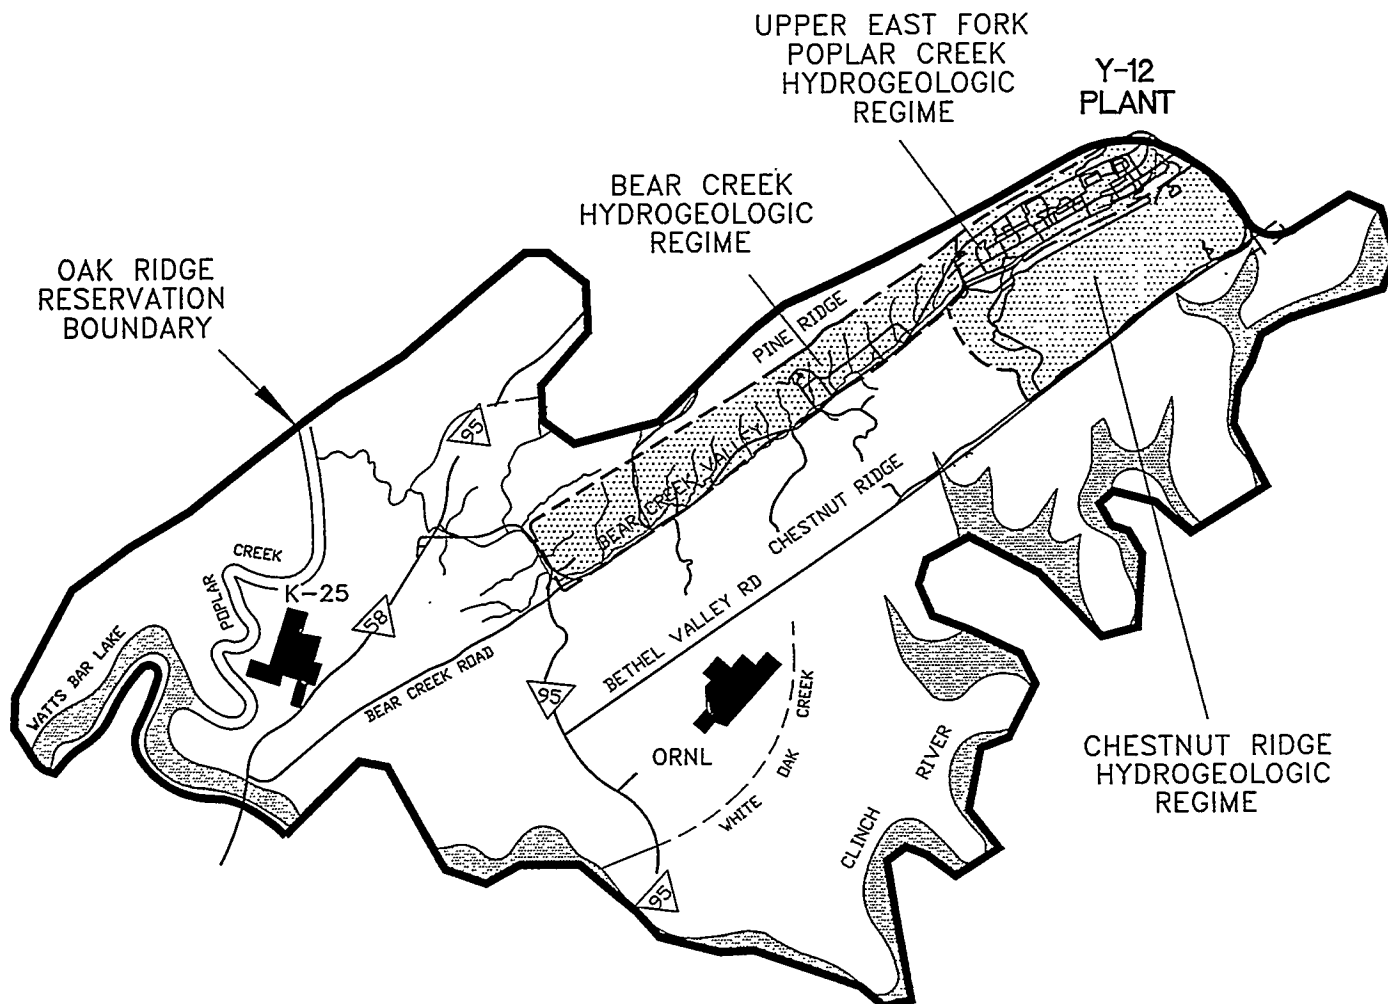 UPPER EAST FORK
POPLAR CREEK
HYDROGEOLOGIC
REGIME
Y-12
PLANT
BEAR CREEK
HYDROGEOLOGIC
REGIME
OAK RIDGE
RESERVATION
BOUNDARY
PINE RIDGE
95
BEAR CREEK VALLEY
CHESTNUT RIDGE
CREEK
POPLAR
K-25
58
BETHEL VALLEY RD
WATTS BAR LAKE
BEAR CREEK ROAD
95
ORNL
WHITE OAK CREEK
CLINCH RIVER
CHESTNUT RIDGE
HYDROGEOLOGIC
REGIME
95